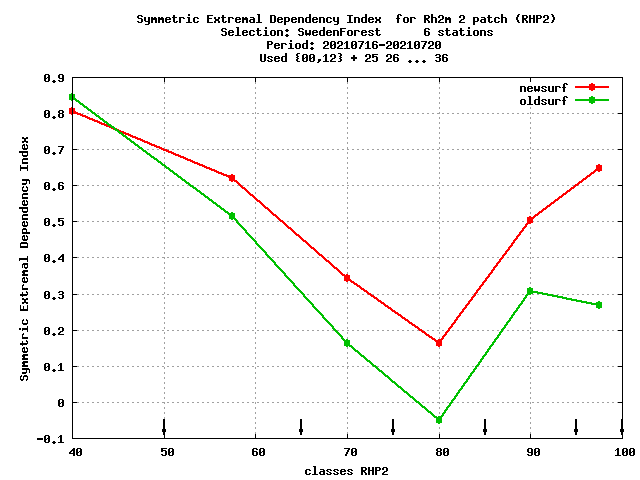 Symmetric Extremal Dependency Index  for Rh2m 2 patch (RHP2)
Selection: SwedenForest      6 stations
Period: 20210716-20210720
Used {00,12} + 25 26 ... 36
newsurf
oldsurf
Symmetric Extremal Dependency Index
0,9
0,8
0,7
0,6
0,5
0,4
0,3
0,2
0,1
0
-0,1
40 50 60 70 80 90 100
classes RHP2